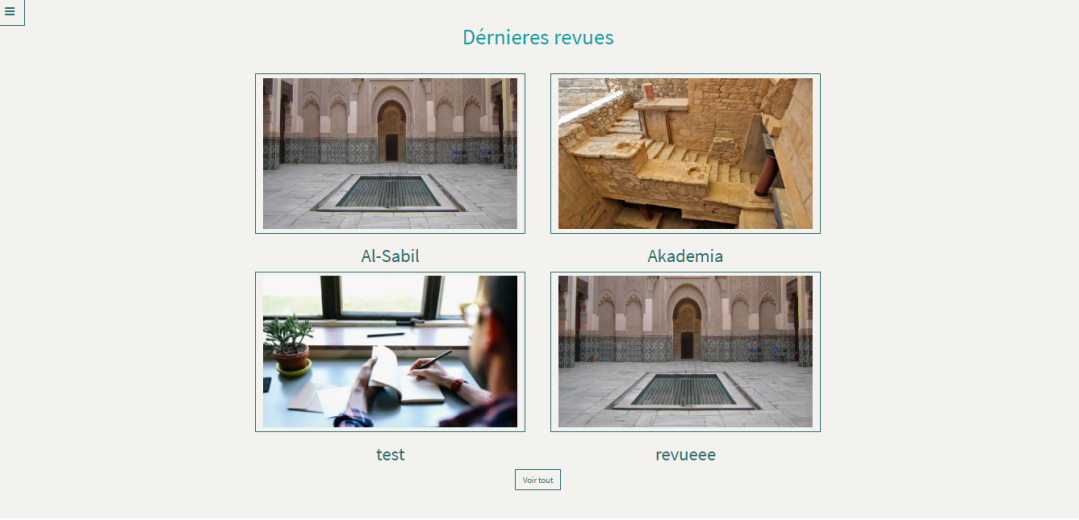 Dérnieres revues
Al-Sabil
Akademia
test
revueee
Voir tout